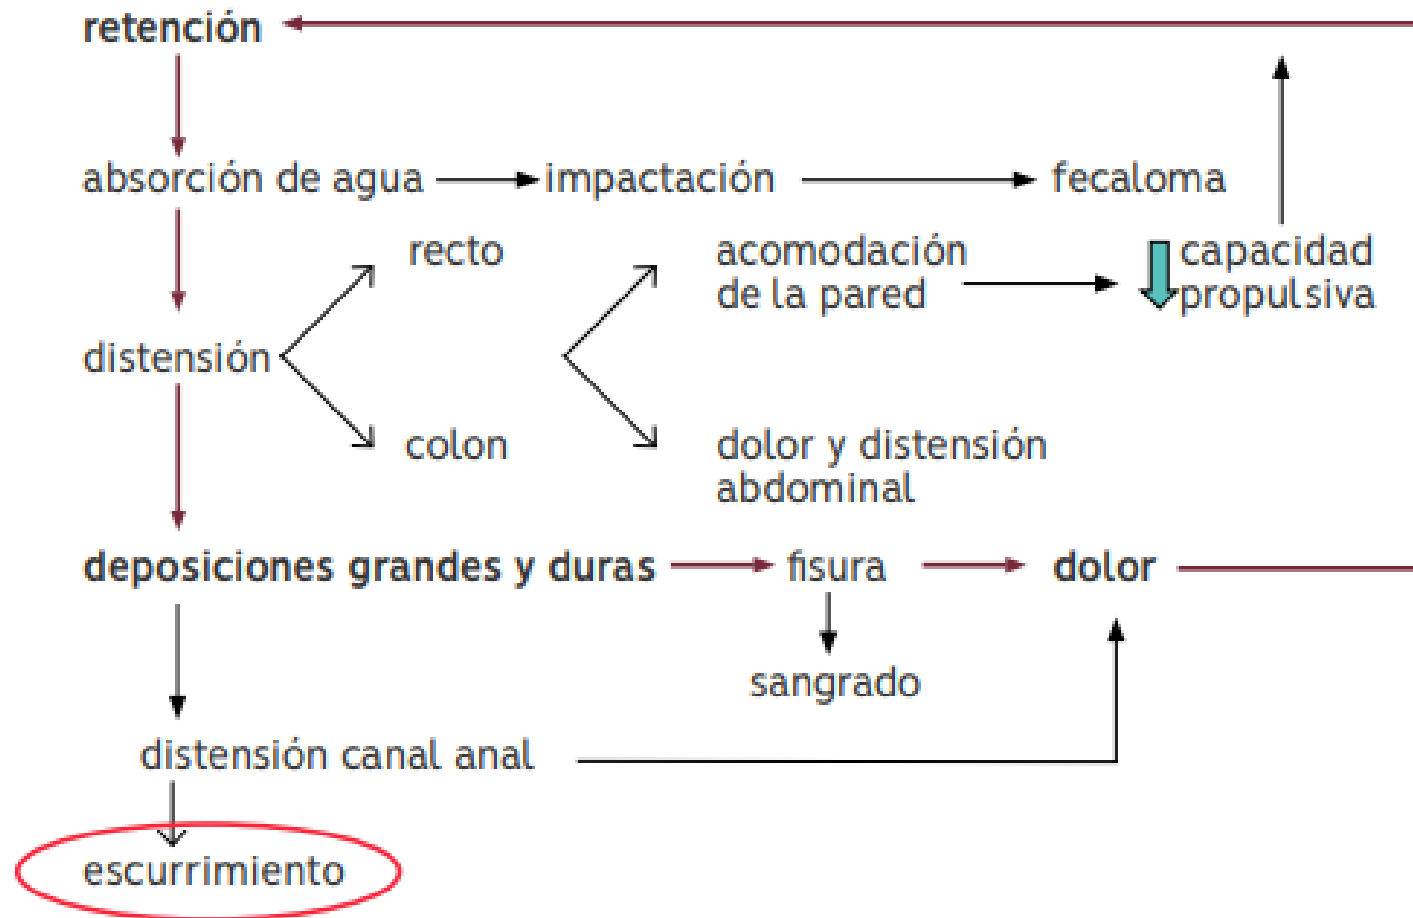 retención
absorción de agua
impactación
fecaloma
recto
acomodación
de la pared
capacidad
propulsiva
distensión
colon
dolor y distensión
abdominal
deposiciones grandes y duras
fisura
dolor
sangrado
distensión canal anal
escurrimiento